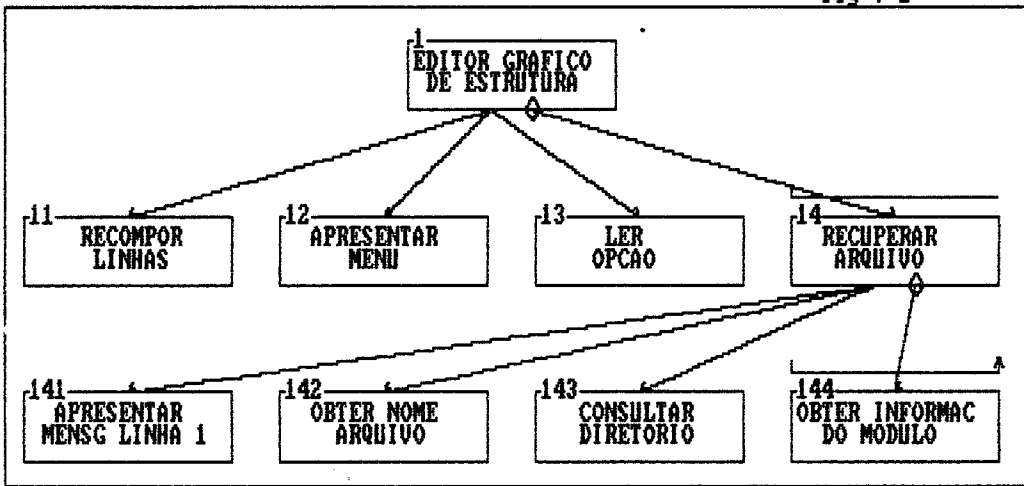 1
EDITOR GRAFICO
DE ESTRUTURA
11
RECOMPOR
LINHAS
12
APRESENTAR
MENU
13
LER
OPCAO
14
RECUPERAR
ARQUIVO
141
APRESENTAR
MENSG LINHA 1
142
OBTER NOME
ARQUIVO
143
CONSULTAR
DIRETORIO
144
OBTER INFORMAC
DO MODULO